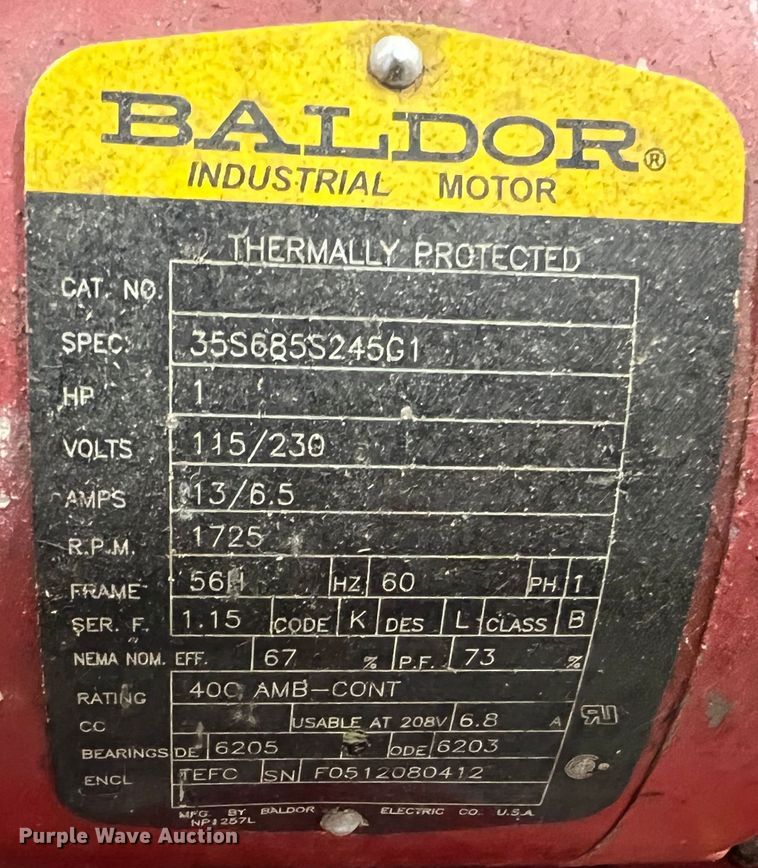 BALDOR®
INDUSTRIAL MOTOR
THERMALLY PROTECTED
CAT. NO.
SPEC. 35S685S245G1
HP 1
VOLTS 115/230
AMPS 13/6.5
R.P.M. 1725
FRAME 56H HZ 60 PH 1
SER. F. 1.15 CODE K DES L CLASS B
NEMA NOM. EFF. 67 % P.F. 73 %
RATING 40C AMB-CONT
CC USABLE AT 208V 6.8 A
BEARINGS DE 6205 ODE 6203
ENCL TEFC SN F0512080412
MFG. BY BALDOR ELECTRIC CO. U.S.A.
NP1257L
Purple Wave Auction